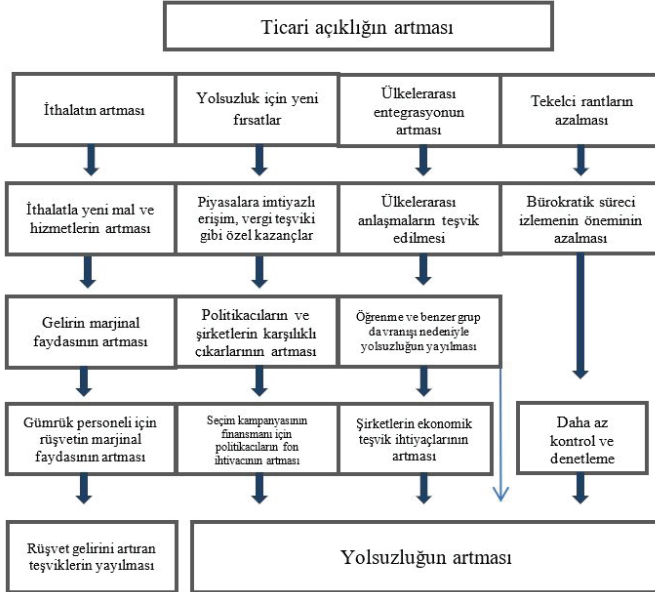 Ticari açıklığın artması
İthalatın artması
Yolsuzluk için yeni
fırsatlar
Ülkelerarası
entegrasyonun
artması
Tekelci rantların
azalması
İthalatla yeni mal ve
hizmetlerin artması
Piyasalara imtiyazlı
erişim, vergi teşviki
gibi özel kazançlar
Ülkelerarası
anlaşmaların teşvik
edilmesi
Bürokratik süreci
izlemenin öneminin
azalması
Gelirin marjinal
faydasının artması
Politikacıların ve
şirketlerin karşılıklı
çıkarlarının artması
Öğrenme ve benzer grup
davranışı nedeniyle
yolsuzluğun yayılması
Gümrük personeli için
rüşvetin marjinal
faydasının artması
Seçim kampanyasının
finansmanı için
politikacıların fon
ihtivacının artması
Şirketlerin ekonomik
teşvik ihtiyaçlarının
artması
Daha az
kontrol ve
denetleme
Rüşvet gelirini artıran
teşviklerin yayılması
Yolsuzluğun artması